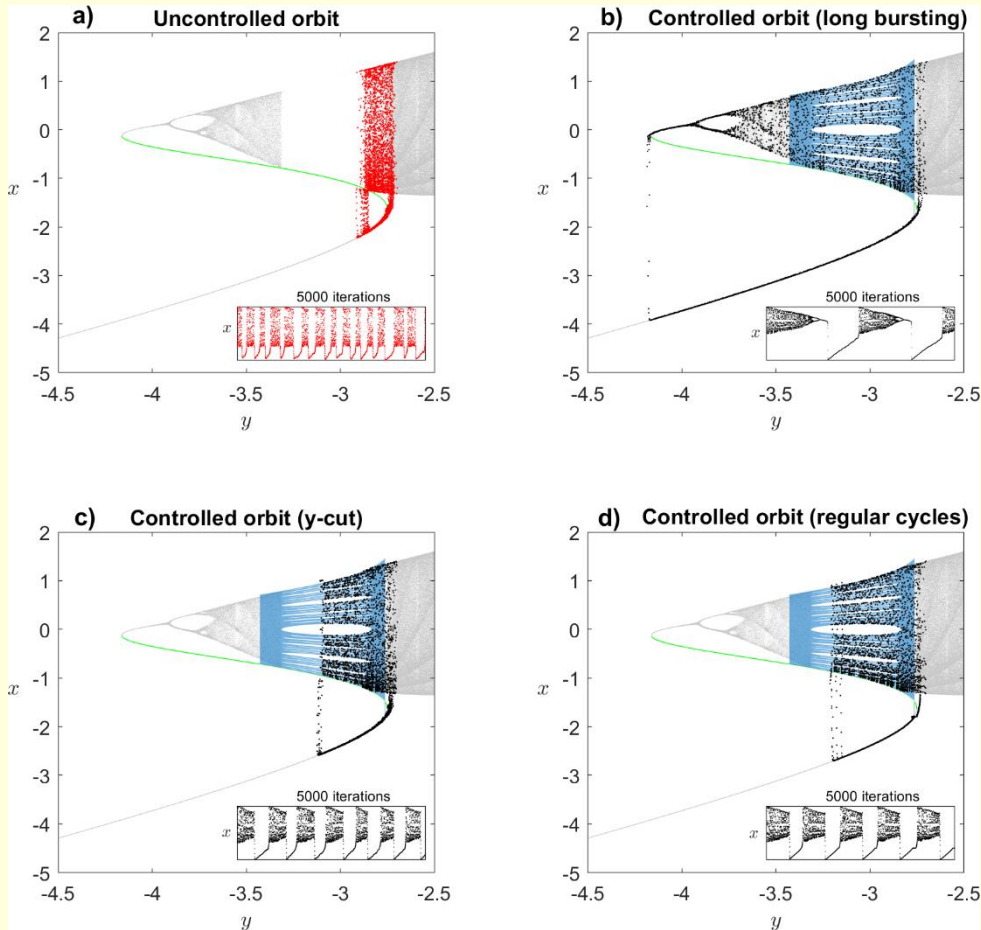 a) Uncontrolled orbit
2
1
0
-1
-2
-3
-4
-5
x
5000 iterations
x
-4.5 -4 -3.5 -3 -2.5
y
b) Controlled orbit (long bursting)
2
1
0
-1
-2
-3
-4
-5
x
5000 iterations
x
-4.5 -4 -3.5 -3 -2.5
y
c) Controlled orbit (y-cut)
2
1
0
-1
-2
-3
-4
-5
x
5000 iterations
x
-4.5 -4 -3.5 -3 -2.5
y
d) Controlled orbit (regular cycles)
2
1
0
-1
-2
-3
-4
-5
x
5000 iterations
x
-4.5 -4 -3.5 -3 -2.5
y